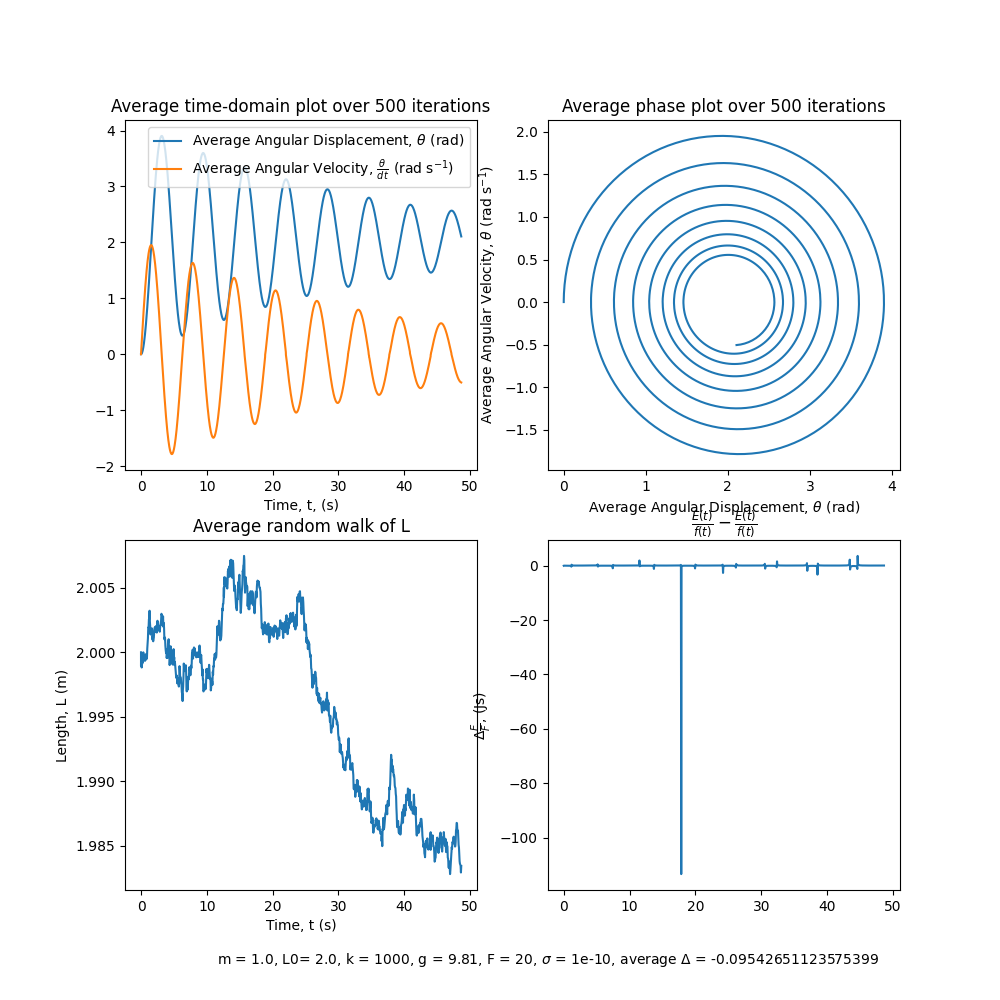 Average time-domain plot over 500 iterations
Average Angular Displacement, θ (rad)
Average Angular Velocity, θ/dt (rad s⁻¹)
4
3
2
1
0
−1
−2
0 10 20 30 40 50
Time, t, (s)
Average phase plot over 500 iterations
Average Angular Velocity, θ (rad s⁻¹)
2.0
1.5
1.0
0.5
0.0
−0.5
−1.0
−1.5
0 1 2 3 4
Average Angular Displacement, θ (rad)
Average random walk of L
Length, L (m)
2.005
2.000
1.995
1.990
1.985
0 10 20 30 40 50
Time, t (s)
E(t)/f(t) − E(t)/f(t)
Δ E/F, (Js)
0
−20
−40
−60
−80
−100
0 10 20 30 40 50
m = 1.0, L0= 2.0, k = 1000, g = 9.81, F = 20, σ = 1e-10, average Δ = -0.09542651123575399